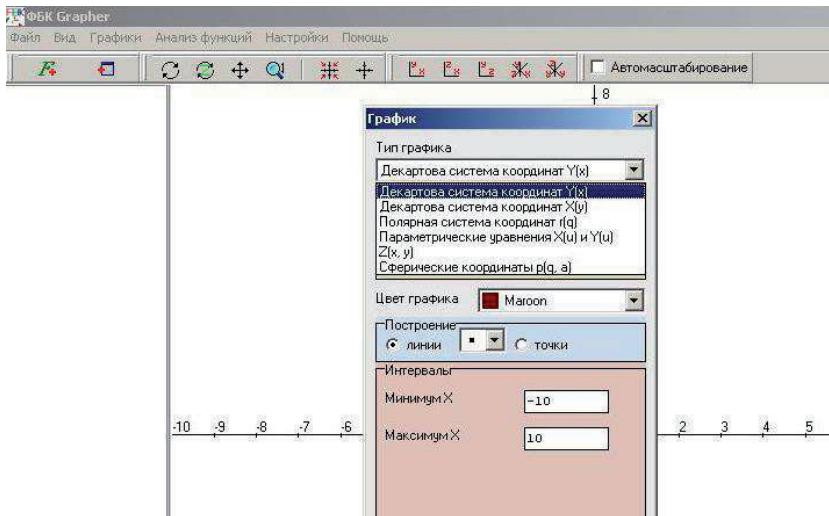 ФБК Grapher
Файл Вид Графики Анализ функций Настройки Помощь
Автомасштабирование
8
График
Тип графика
Декартова система координат Y(x)
Декартова система координат Y(x)
Декартова система координат X(y)
Полярная система координат r(q)
Параметрические уравнения X(u) и Y(u)
Z(x, y)
Сферические координаты p(q, a)
Цвет графика Maroon
Построение
линии точки
Интервалы
Минимум X -10
Максимум X 10
-10 -9 -8 -7 -6 2 3 4 5